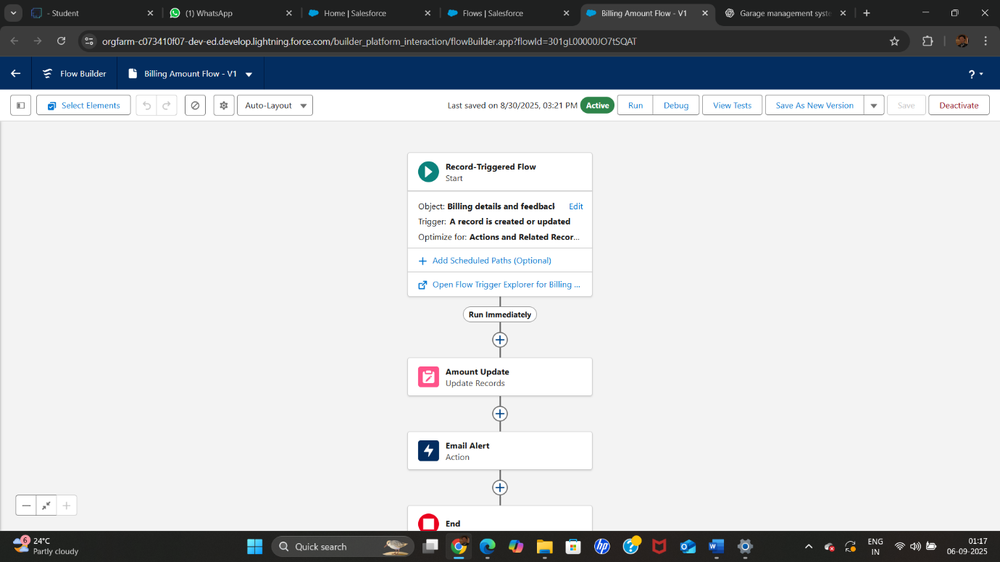 - Student
(1) WhatsApp
Home | Salesforce
Flows | Salesforce
Billing Amount Flow - V1
Garage management syste
orgfarm-c073410f07-dev-ed.develop.lightning.force.com/builder_platform_interaction/flowBuilder.app?flowId=301gL00000JO7tSQAT
Flow Builder
Billing Amount Flow - V1
?
Select Elements
Auto-Layout
Last saved on 8/30/2025, 03:21 PM
Active
Run
Debug
View Tests
Save As New Version
Save
Deactivate
Record-Triggered Flow
Start
Object: Billing details and feedback
Edit
Trigger: A record is created or updated
Optimize for: Actions and Related Recor...
Add Scheduled Paths (Optional)
Open Flow Trigger Explorer for Billing ...
Run Immediately
Amount Update
Update Records
Email Alert
Action
End
6
24°C
Partly cloudy
Quick search
hp
ENG
IN
01:17
06-09-2025